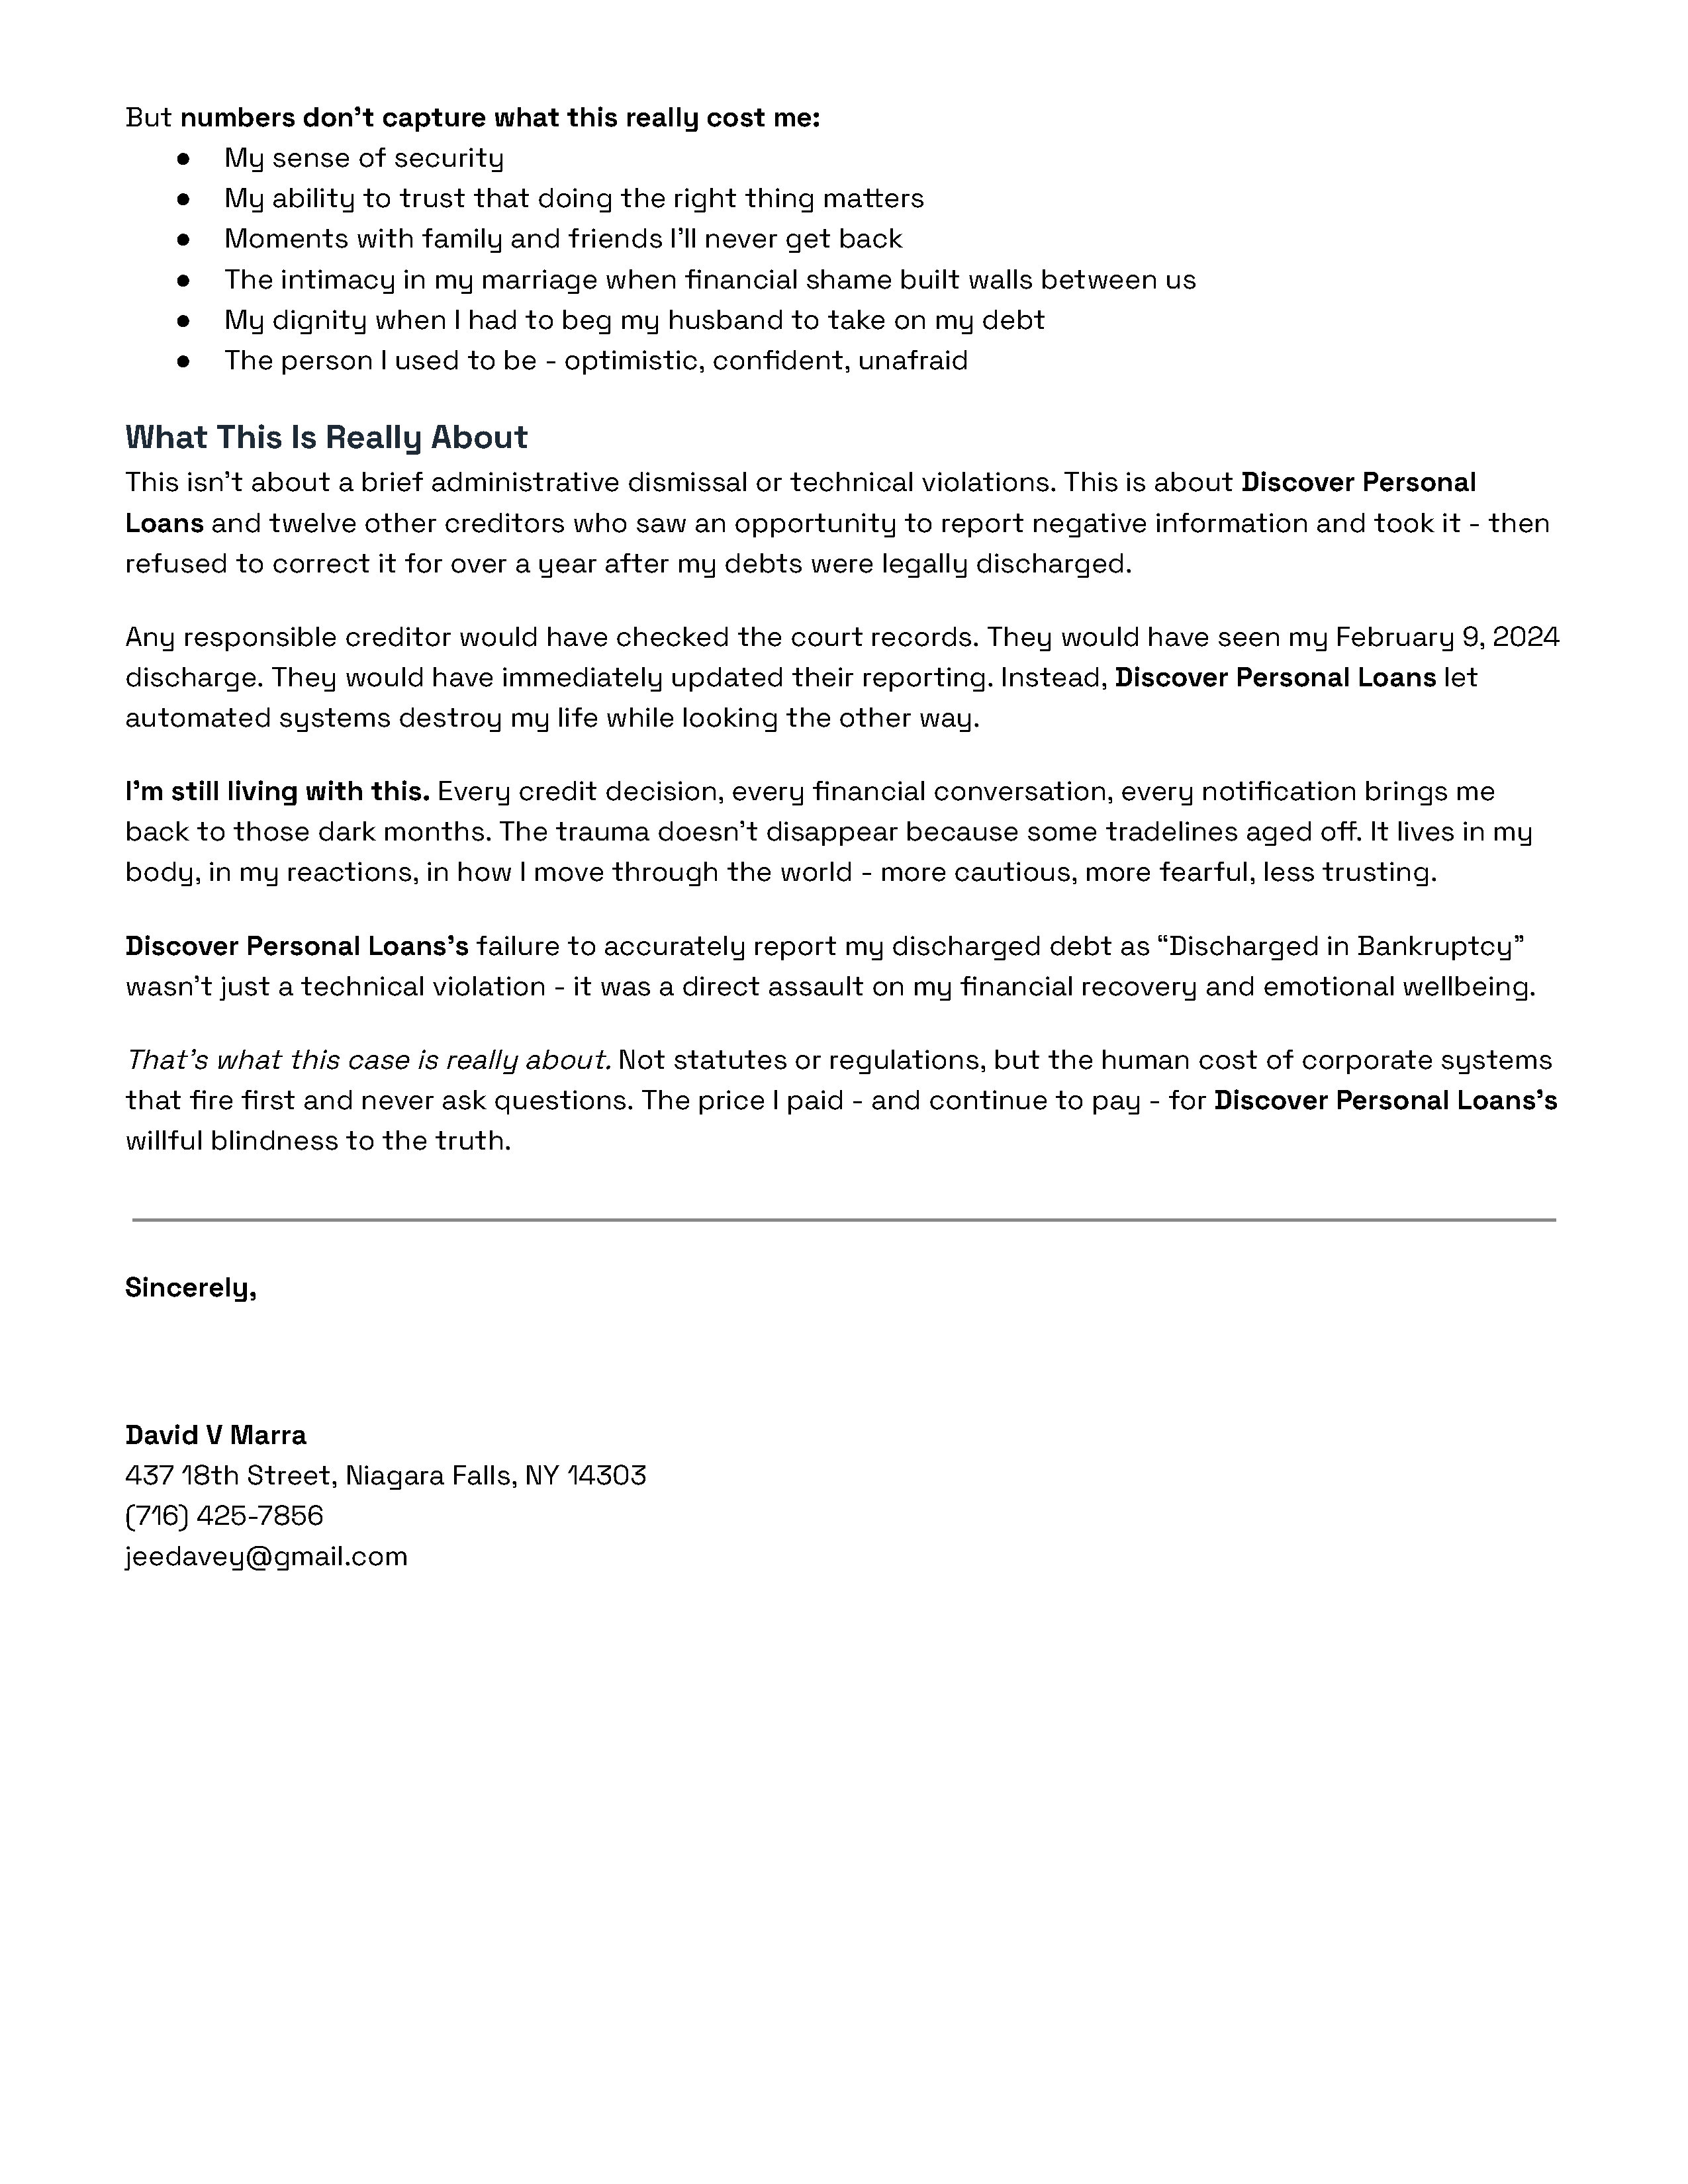 But numbers don’t capture what this really cost me:
● My sense of security
● My ability to trust that doing the right thing matters
● Moments with family and friends I’ll never get back
● The intimacy in my marriage when financial shame built walls between us
● My dignity when I had to beg my husband to take on my debt
● The person I used to be - optimistic, confident, unafraid
What This Is Really About
This isn’t about a brief administrative dismissal or technical violations. This is about Discover Personal
Loans and twelve other creditors who saw an opportunity to report negative information and took it - then
refused to correct it for over a year after my debts were legally discharged.
Any responsible creditor would have checked the court records. They would have seen my February 9, 2024
discharge. They would have immediately updated their reporting. Instead, Discover Personal Loans let
automated systems destroy my life while looking the other way.
I’m still living with this. Every credit decision, every financial conversation, every notification brings me
back to those dark months. The trauma doesn’t disappear because some tradelines aged off. It lives in my
body, in my reactions, in how I move through the world - more cautious, more fearful, less trusting.
Discover Personal Loans’s failure to accurately report my discharged debt as “Discharged in Bankruptcy”
wasn’t just a technical violation - it was a direct assault on my financial recovery and emotional wellbeing.
That’s what this case is really about. Not statutes or regulations, but the human cost of corporate systems
that fire first and never ask questions. The price I paid - and continue to pay - for Discover Personal Loans’s
willful blindness to the truth.
Sincerely,
David V Marra
437 18th Street, Niagara Falls, NY 14303
(716) 425-7856
jeedavey@gmail.com